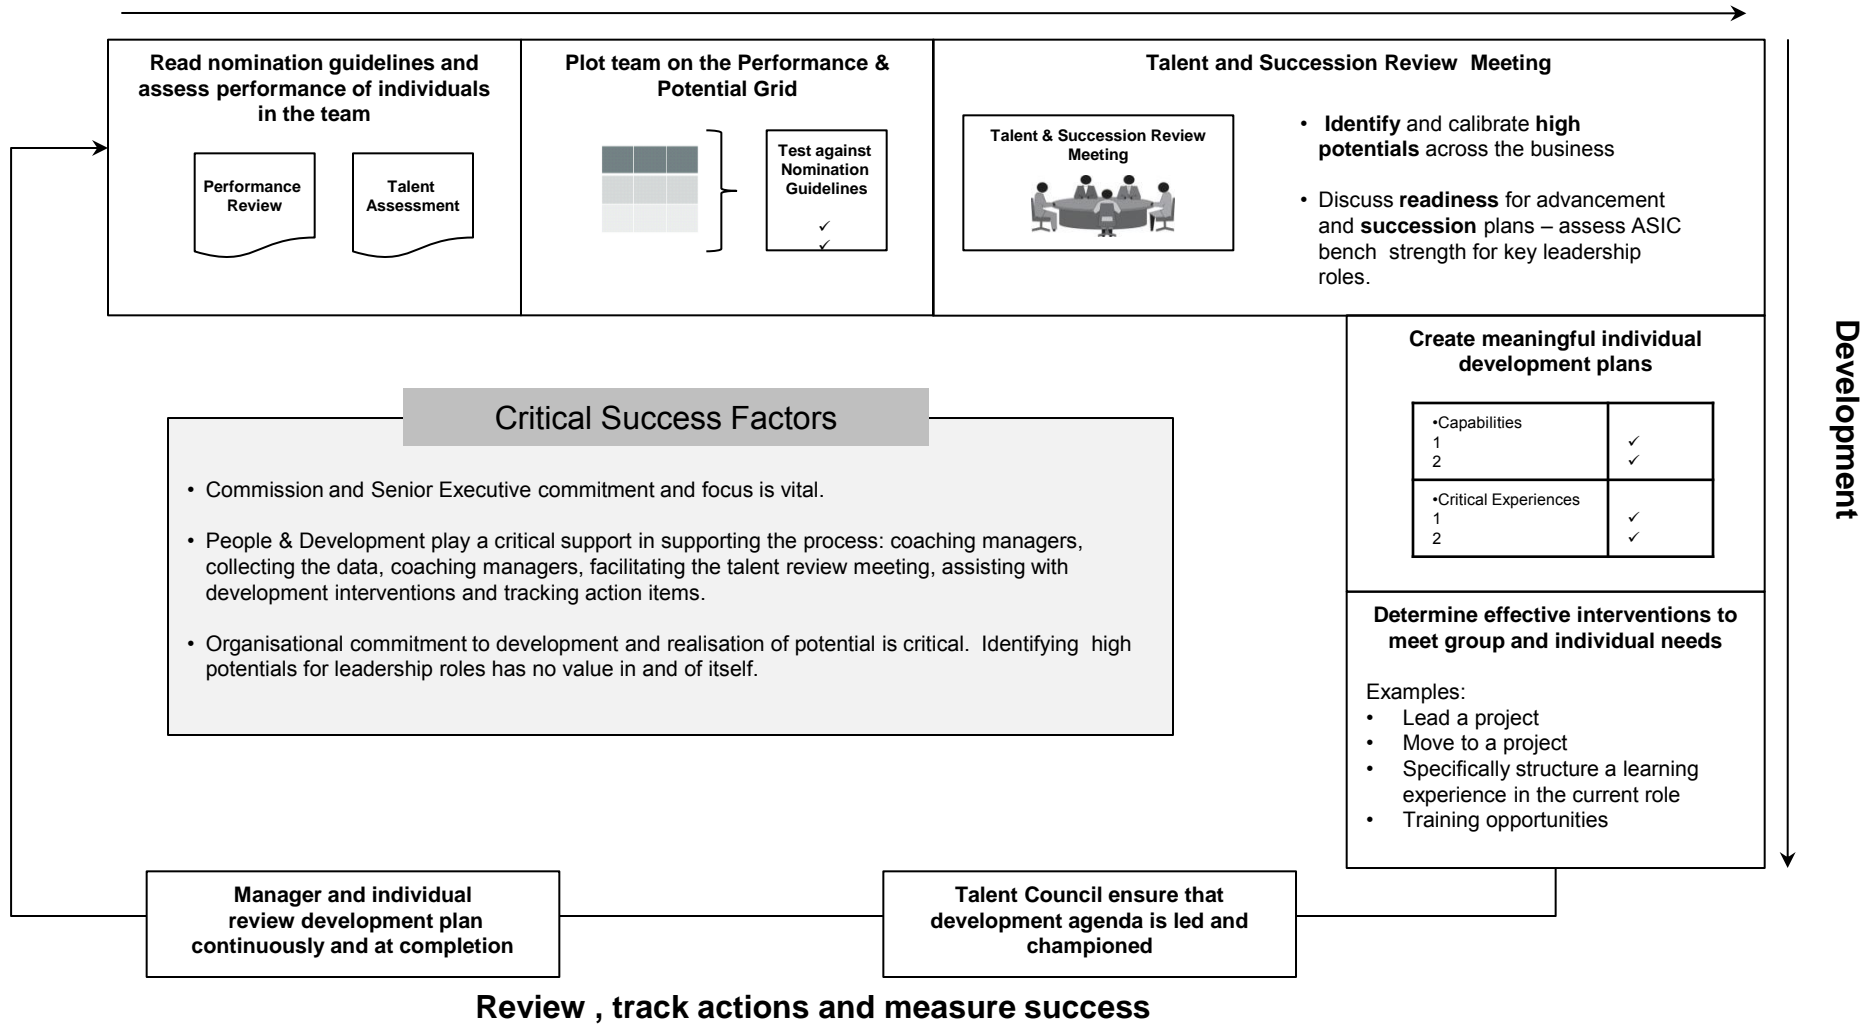 Read nomination guidelines and
assess performance of individuals
in the team
Performance
Review
Talent
Assessment
Plot team on the Performance &
Potential Grid
Test against
Nomination
Guidelines
✓
✓
Talent and Succession Review Meeting
Talent & Succession Review
Meeting
• Identify and calibrate high
potentials across the business
• Discuss readiness for advancement
and succession plans – assess ASIC
bench strength for key leadership
roles.
Development
Create meaningful individual
development plans
•Capabilities
1 ✓
2 ✓
•Critical Experiences
1 ✓
2 ✓
Critical Success Factors
• Commission and Senior Executive commitment and focus is vital.
• People & Development play a critical support in supporting the process: coaching managers,
collecting the data, coaching managers, facilitating the talent review meeting, assisting with
development interventions and tracking action items.
• Organisational commitment to development and realisation of potential is critical. Identifying high
potentials for leadership roles has no value in and of itself.
Determine effective interventions to
meet group and individual needs
Examples:
• Lead a project
• Move to a project
• Specifically structure a learning
experience in the current role
• Training opportunities
Manager and individual
review development plan
continuously and at completion
Talent Council ensure that
development agenda is led and
championed
Review , track actions and measure success